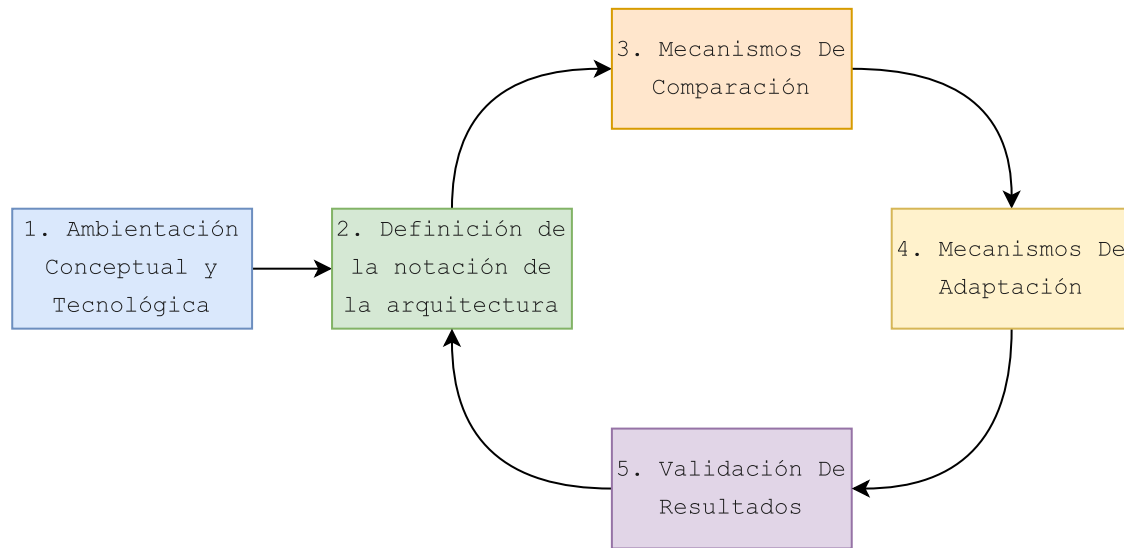 1. Ambientación
Conceptual y
Tecnológica
2. Definición de
la notación de
la arquitectura
3. Mecanismos De
Comparación
4. Mecanismos De
Adaptación
5. Validación De
Resultados